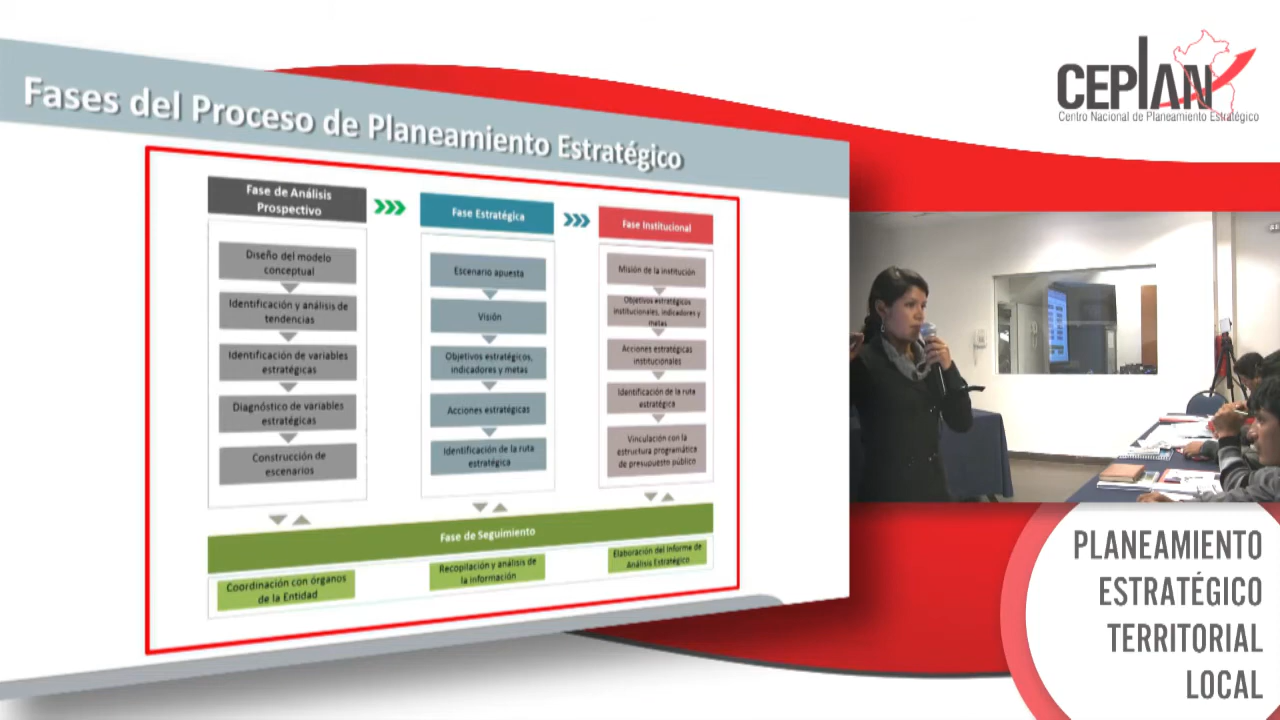 Fases del Proceso de Planeamiento Estratégico
Fase de Análisis
Prospectivo
Diseño del modelo
conceptual
Identificación y análisis de
tendencias
Identificación de variables
estratégicas
Diagnóstico de variables
estratégicas
Construcción de
escenarios
Fase Estratégica
Escenario apuesta
Visión
Objetivos estratégicos,
indicadores y metas
Acciones estratégicas
Identificación de la ruta
estratégica
Fase Institucional
Misión de la institución
Objetivos estratégicos
institucionales, indicadores y
metas
Acciones estratégicas
institucionales
Identificación de la ruta
estratégica
Vinculación con la
estructura programática
de presupuesto público
Fase de Seguimiento
Coordinación con órganos
de la Entidad
Recopilación y análisis de
la información
Elaboración del Informe de
Análisis Estratégico
CEPLAN
Centro Nacional de Planeamiento Estratégico
PLANEAMIENTO
ESTRATÉGICO
TERRITORIAL
LOCAL